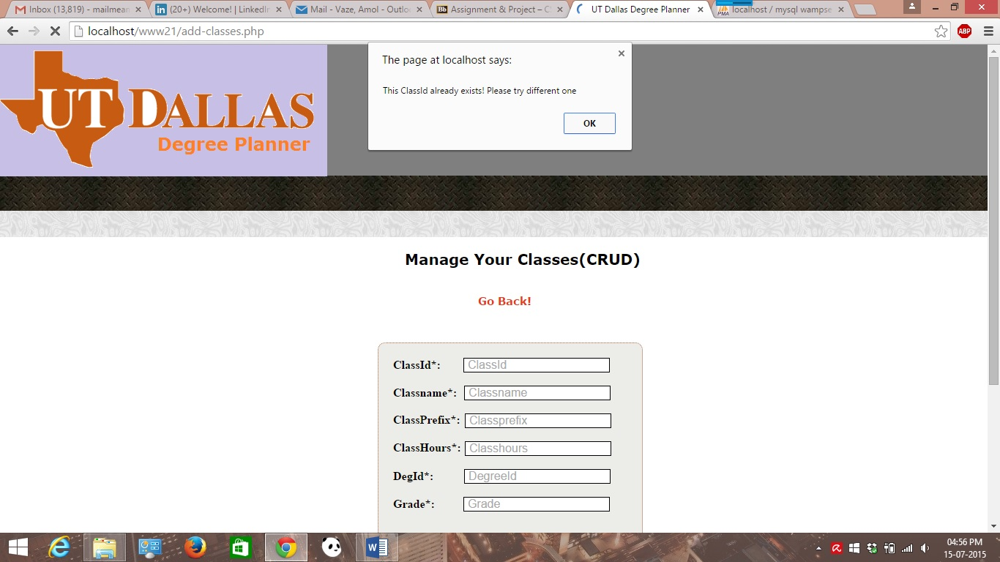 Inbox (13,819) - mailmean
(20+) Welcome! | LinkedIn
Mail - Vaze, Amol - Outloo
Bb Assignment & Project – C
UT Dallas Degree Planner
PMA localhost / mysql wampse
localhost/www21/add-classes.php
ABP
The page at localhost says:
This ClassId already exists! Please try different one
OK
UT DALLAS
Degree Planner
Manage Your Classes(CRUD)
Go Back!
ClassId*: ClassId
Classname*: Classname
ClassPrefix*: Classprefix
ClassHours*: Classhours
DegId*: DegreeId
Grade*: Grade
04:56 PM
15-07-2015